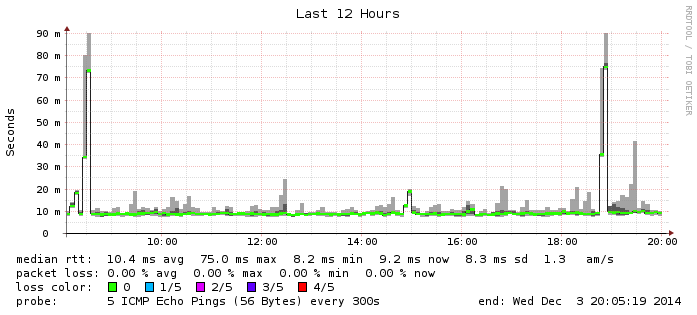 Last 12 Hours
RRDTOOL / TOBI OETIKER
Seconds
90 m
80 m
70 m
60 m
50 m
40 m
30 m
20 m
10 m
0
10:00 12:00 14:00 16:00 18:00 20:00
median rtt: 10.4 ms avg 75.0 ms max 8.2 ms min 9.2 ms now 8.3 ms sd 1.3 am/s
packet loss: 0.00 % avg 0.00 % max 0.00 % min 0.00 % now
loss color: 0 1/5 2/5 3/5 4/5
probe: 5 ICMP Echo Pings (56 Bytes) every 300s end: Wed Dec 3 20:05:19 2014